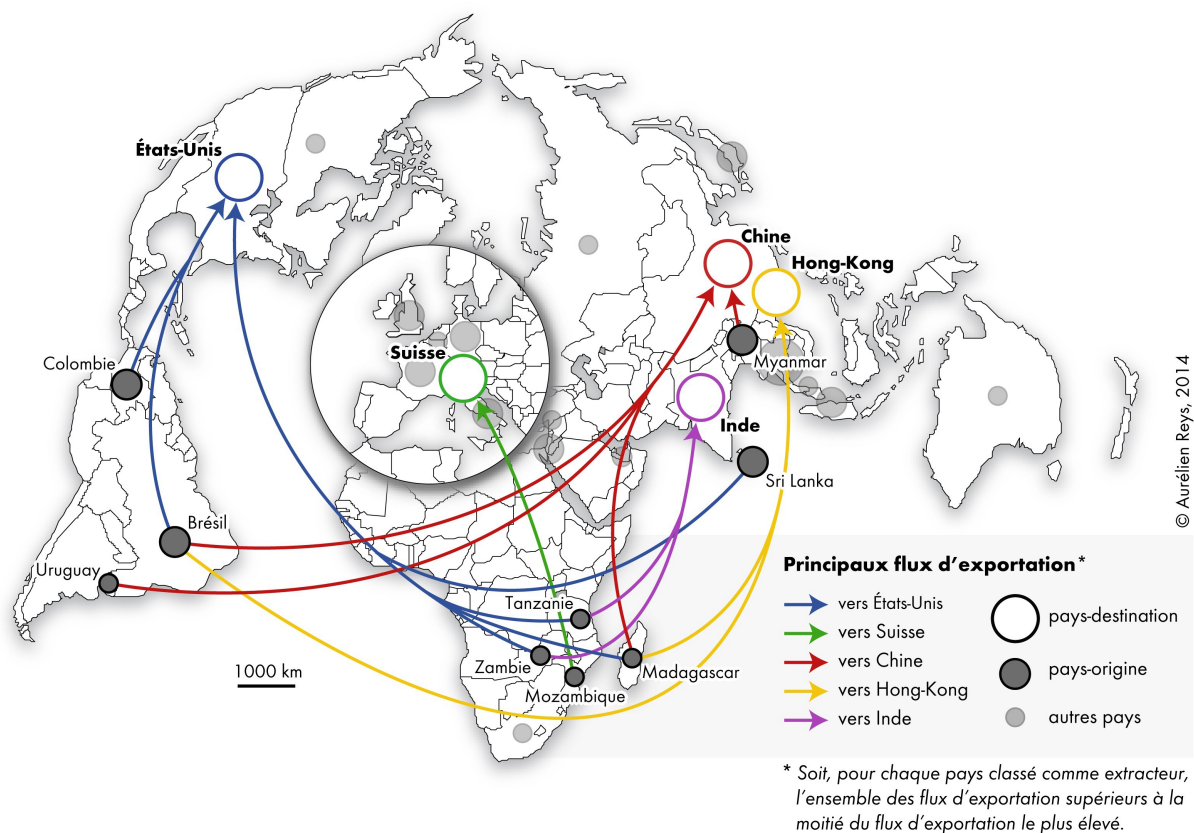 États-Unis
Chine
Hong-Kong
Suisse
Colombie
Myanmar
Inde
Sri Lanka
Brésil
Uruguay
Tanzanie
Zambie
Mozambique
Madagascar
1000 km
Principaux flux d’exportation*
vers États-Unis
vers Suisse
vers Chine
vers Hong-Kong
vers Inde
pays-destination
pays-origine
autres pays
* Soit, pour chaque pays classé comme extracteur,
l’ensemble des flux d’exportation supérieurs à la
moitié du flux d’exportation le plus élevé.
© Aurélien Reys, 2014